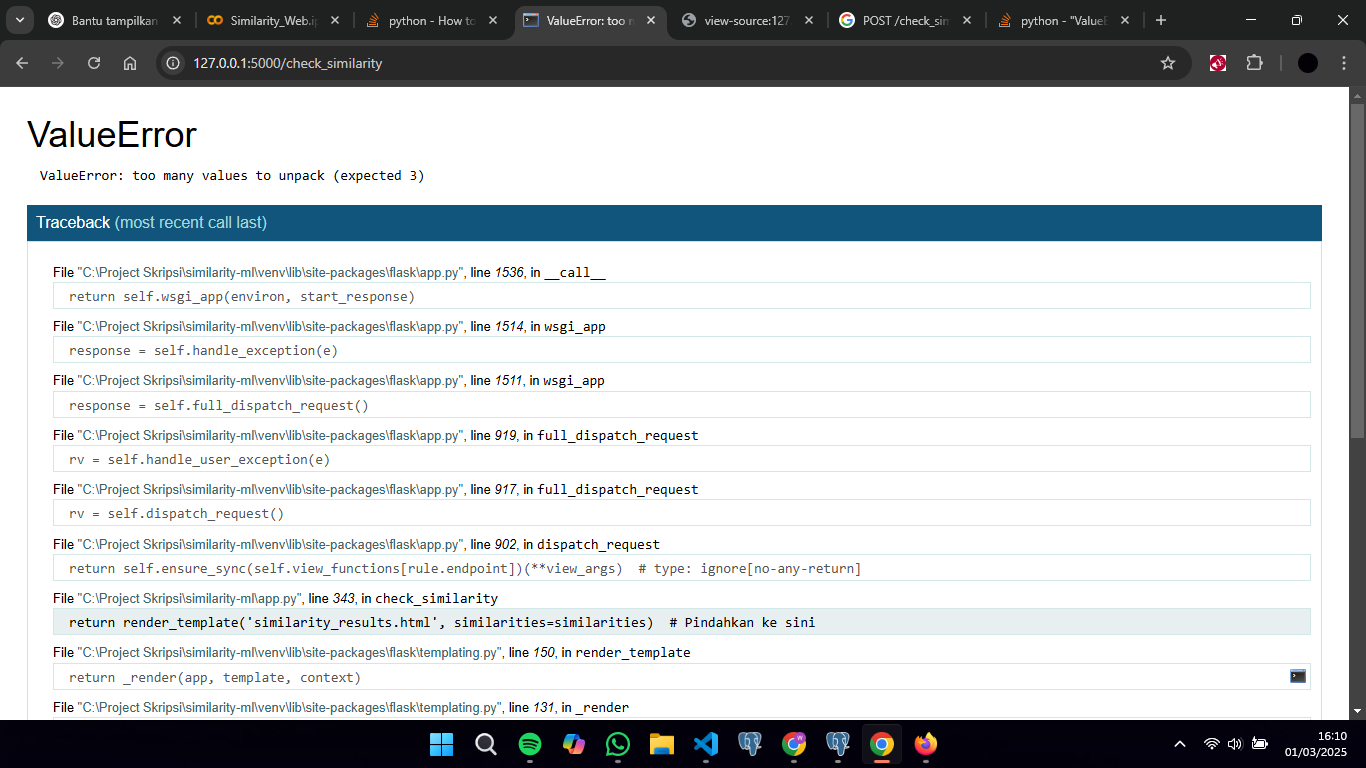 Bantu tampilkan
Similarity_Web.ip
python - How to
ValueError: too m
view-source:127
POST /check_sim
python - "ValueE
127.0.0.1:5000/check_similarity
ValueError
ValueError: too many values to unpack (expected 3)
Traceback (most recent call last)
File "C:\Project Skripsi\similarity-ml\venv\lib\site-packages\flask\app.py", line 1536, in __call__
return self.wsgi_app(environ, start_response)
File "C:\Project Skripsi\similarity-ml\venv\lib\site-packages\flask\app.py", line 1514, in wsgi_app
response = self.handle_exception(e)
File "C:\Project Skripsi\similarity-ml\venv\lib\site-packages\flask\app.py", line 1511, in wsgi_app
response = self.full_dispatch_request()
File "C:\Project Skripsi\similarity-ml\venv\lib\site-packages\flask\app.py", line 919, in full_dispatch_request
rv = self.handle_user_exception(e)
File "C:\Project Skripsi\similarity-ml\venv\lib\site-packages\flask\app.py", line 917, in full_dispatch_request
rv = self.dispatch_request()
File "C:\Project Skripsi\similarity-ml\venv\lib\site-packages\flask\app.py", line 902, in dispatch_request
return self.ensure_sync(self.view_functions[rule.endpoint])(**view_args)  # type: ignore[no-any-return]
File "C:\Project Skripsi\similarity-ml\app.py", line 343, in check_similarity
return render_template('similarity_results.html', similarities=similarities)  # Pindahkan ke sini
File "C:\Project Skripsi\similarity-ml\venv\lib\site-packages\flask\templating.py", line 150, in render_template
return _render(app, template, context)
File "C:\Project Skripsi\similarity-ml\venv\lib\site-packages\flask\templating.py", line 131, in _render
16:10
01/03/2025